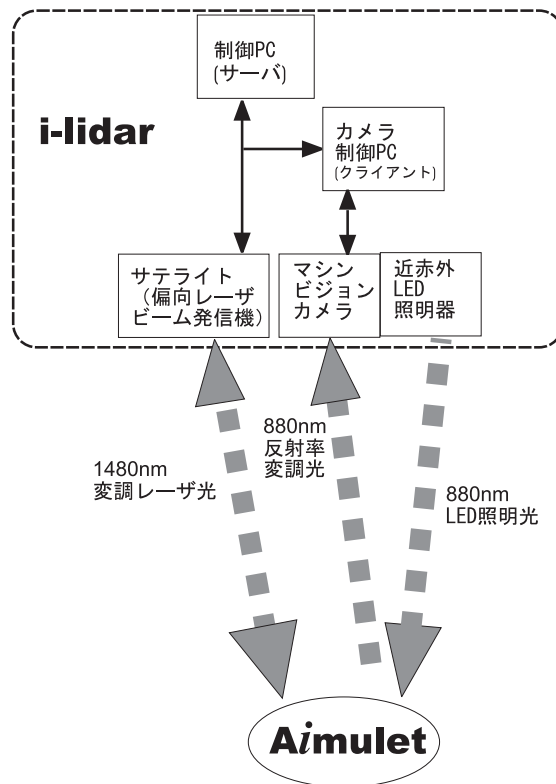 制御PC
(サーバ)
i-lidar
カメラ
制御PC
(クライアント)
サテライト
(偏向レーザ
ビーム発信機)
マシン
ビジョン
カメラ
近赤外
LED
照明器
880nm
反射率
変調光
1480nm
変調レーザ光
880nm
LED照明光
Aimulet